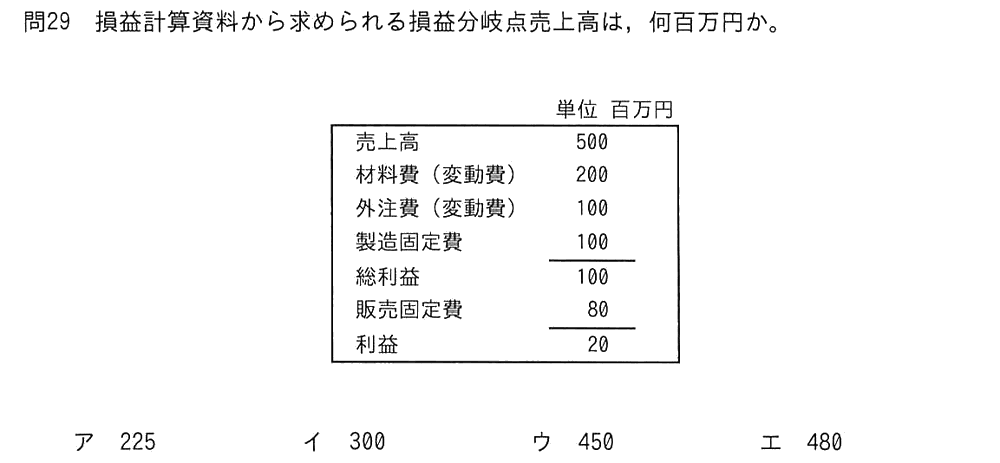 問29 損益計算資料から求められる損益分岐点売上高は，何百万円か。
単位 百万円
売上高 500
材料費（変動費） 200
外注費（変動費） 100
製造固定費 100
総利益 100
販売固定費 80
利益 20
ア 225 イ 300 ウ 450 エ 480